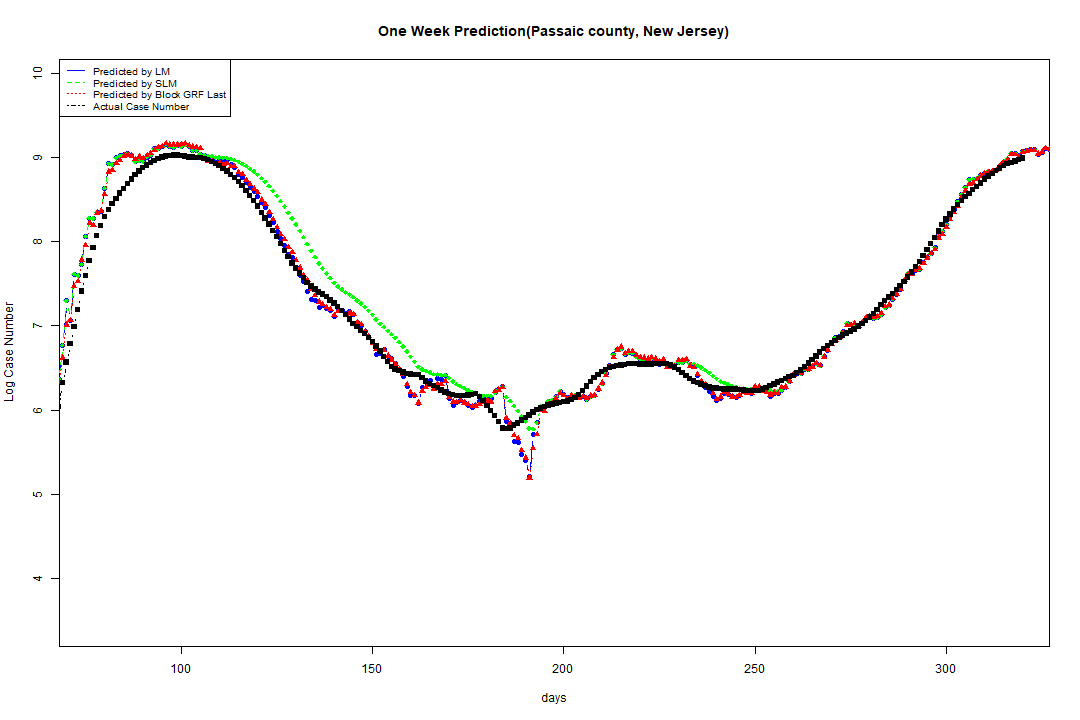 One Week Prediction(Passaic county, New Jersey)
Predicted by LM
Predicted by SLM
Predicted by Block GRF Last
Actual Case Number
10
9
8
7
6
5
4
Log Case Number
100 150 200 250 300
days